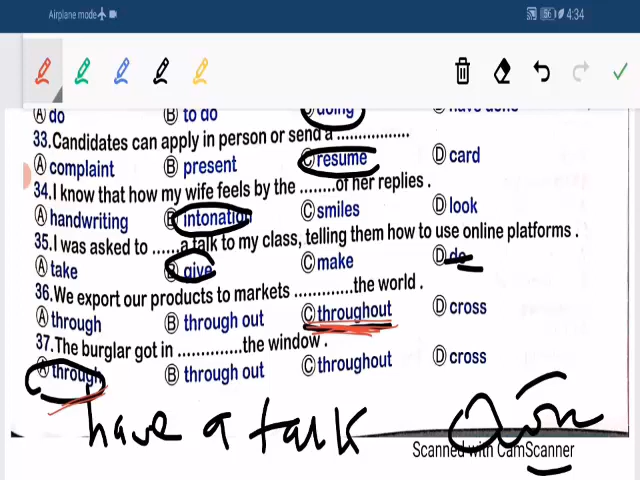 Airplane mode 56 4:34
Ⓐ do Ⓑ to do Ⓒ doing Ⓓ have done
33.Candidates can apply in person or send a ..................
Ⓐ complaint Ⓑ present Ⓒ resume Ⓓ card
34.I know that how my wife feels by the ........of her replies .
Ⓐ handwriting Ⓑ intonation Ⓒ smiles Ⓓ look
35.I was asked to ......a talk to my class, telling them how to use online platforms .
Ⓐ take Ⓑ give Ⓒ make Ⓓ do
36.We export our products to markets .............the world .
Ⓐ through Ⓑ through out Ⓒ throughout Ⓓ cross
37.The burglar got in ..............the window .
Ⓐ through Ⓑ through out Ⓒ throughout Ⓓ cross
have a talk
Scanned with CamScanner